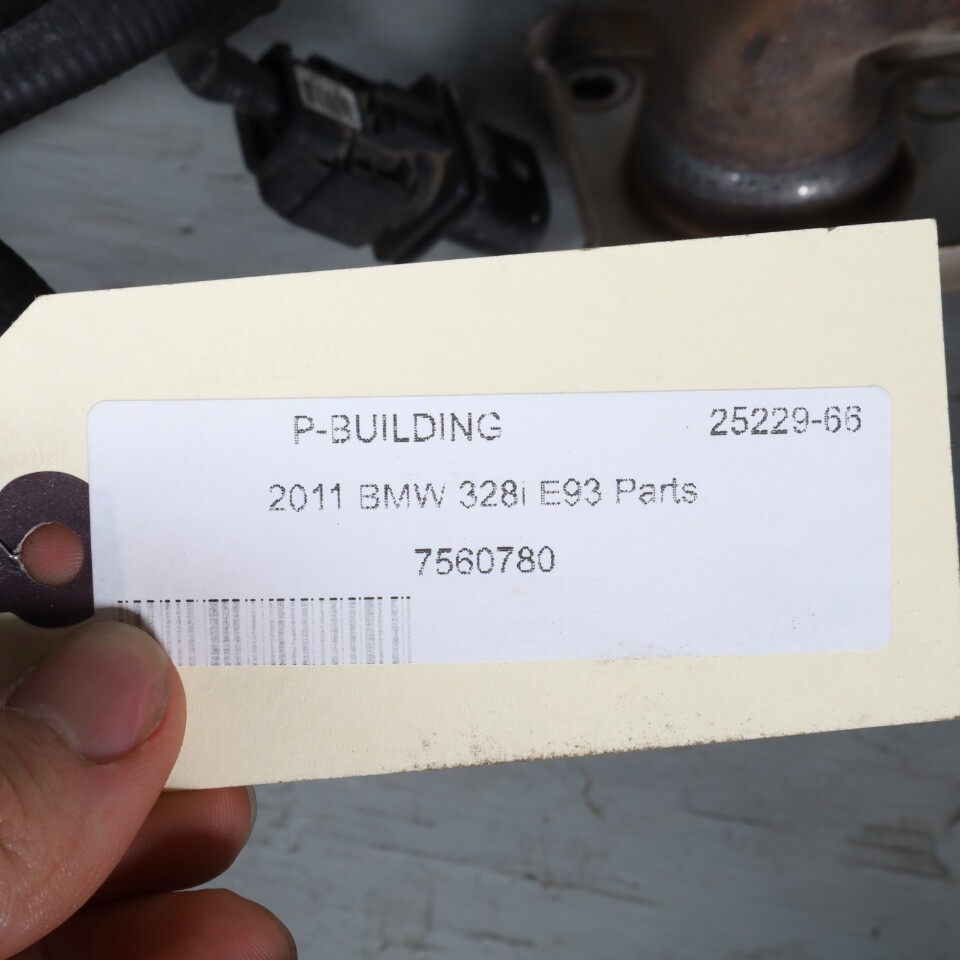 P-BUILDING 25229-66
2011 BMW 328i E93 Parts
7560780